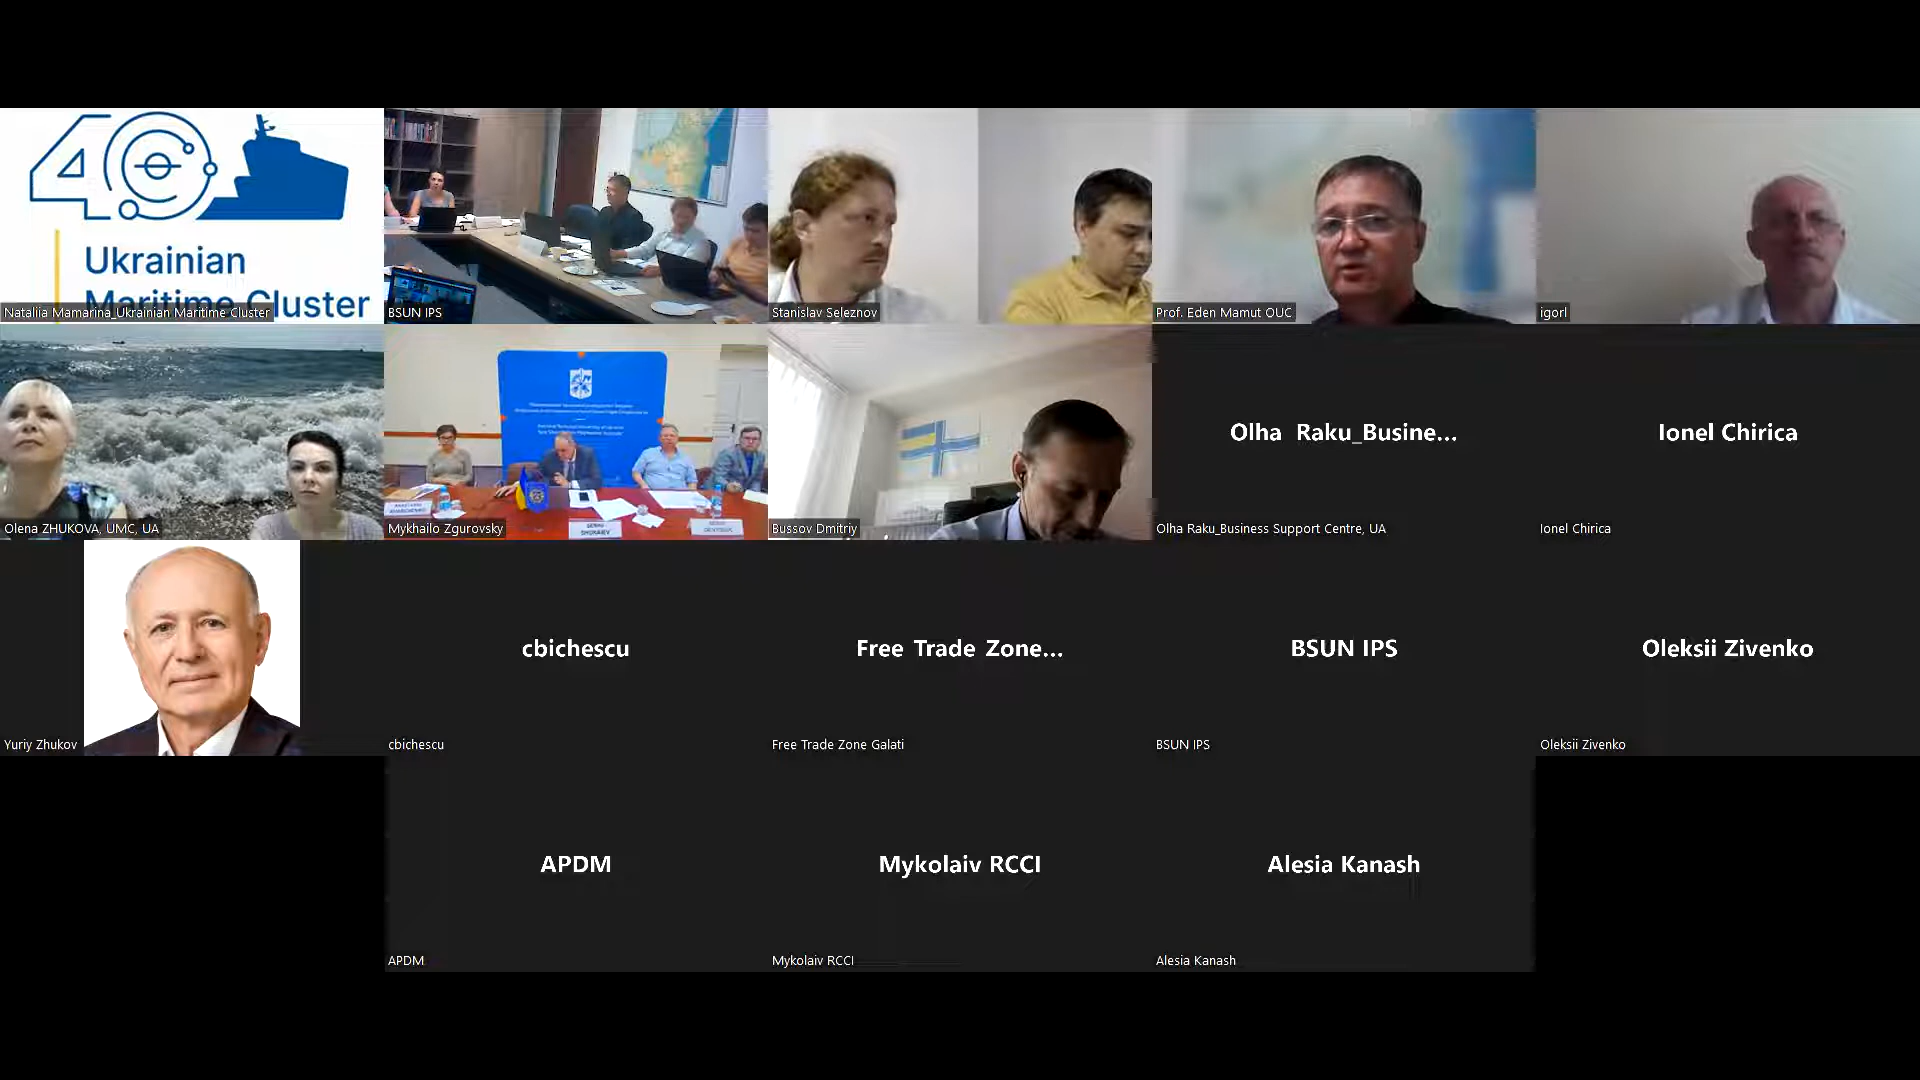 40
Ukrainian
Maritime Cluster
Nataliia Mamarina_Ukrainian Maritime Cluster
BSUN IPS
Stanislav Seleznov
Prof. Eden Mamut OUC
igorl
Olena ZHUKOVA, UMC, UA
Mykhailo Zgurovsky
Bussov Dmitriy
Olha Raku_Busine...
Olha Raku_Business Support Centre, UA
Ionel Chirica
Ionel Chirica
Yuriy Zhukov
cbichescu
cbichescu
Free Trade Zone...
Free Trade Zone Galati
BSUN IPS
BSUN IPS
Oleksii Zivenko
Oleksii Zivenko
APDM
APDM
Mykolaiv RCCI
Mykolaiv RCCI
Alesia Kanash
Alesia Kanash